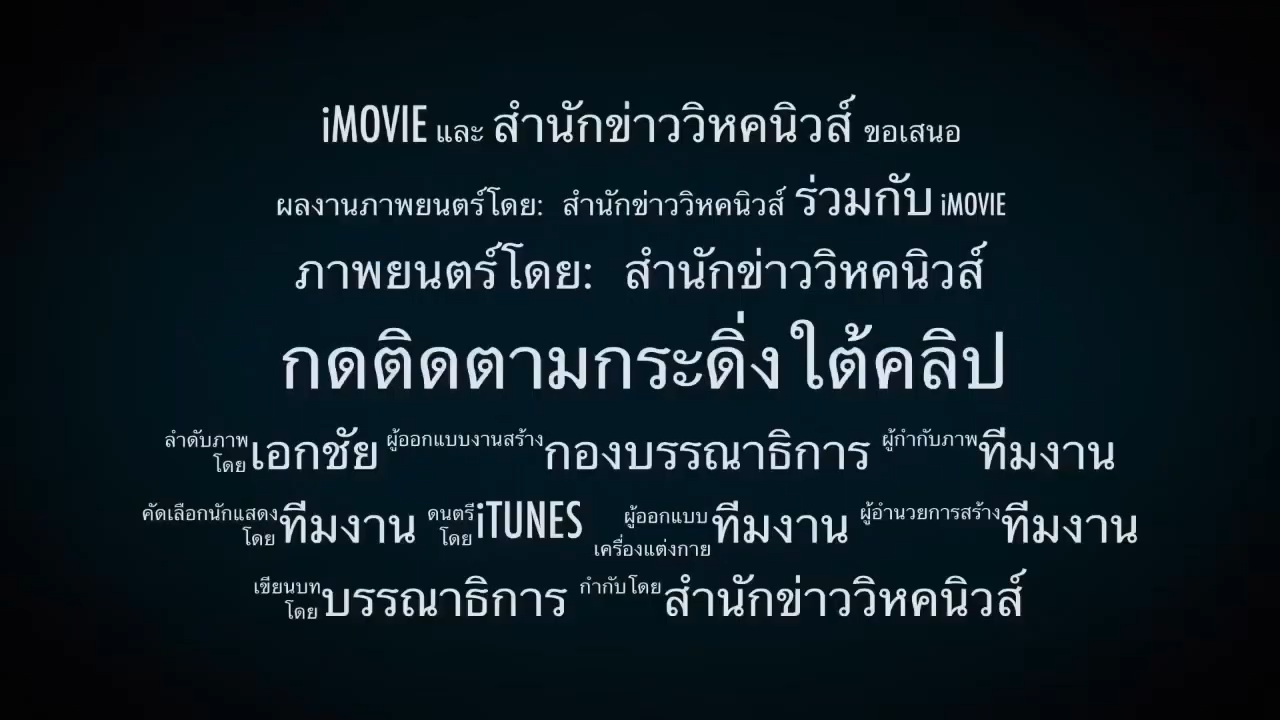 iMOVIE และ สำนักข่าววิหคนิวส์ ขอเสนอ
ผลงานภาพยนตร์โดย: สำนักข่าววิหคนิวส์ ร่วมกับ iMOVIE
ภาพยนตร์โดย: สำนักข่าววิหคนิวส์
กดติดตามกระดิ่ง ใต้คลิป
ลำดับภาพโดย เอกชัย ผู้ออกแบบงานสร้าง กองบรรณาธิการ ผู้กำกับภาพ ทีมงาน
คัดเลือกนักแสดงโดย ทีมงาน ดนตรีโดย iTUNES ผู้ออกแบบเครื่องแต่งกาย ทีมงาน ผู้อำนวยการสร้าง ทีมงาน
เขียนบทโดย บรรณาธิการ กำกับโดย สำนักข่าววิหคนิวส์